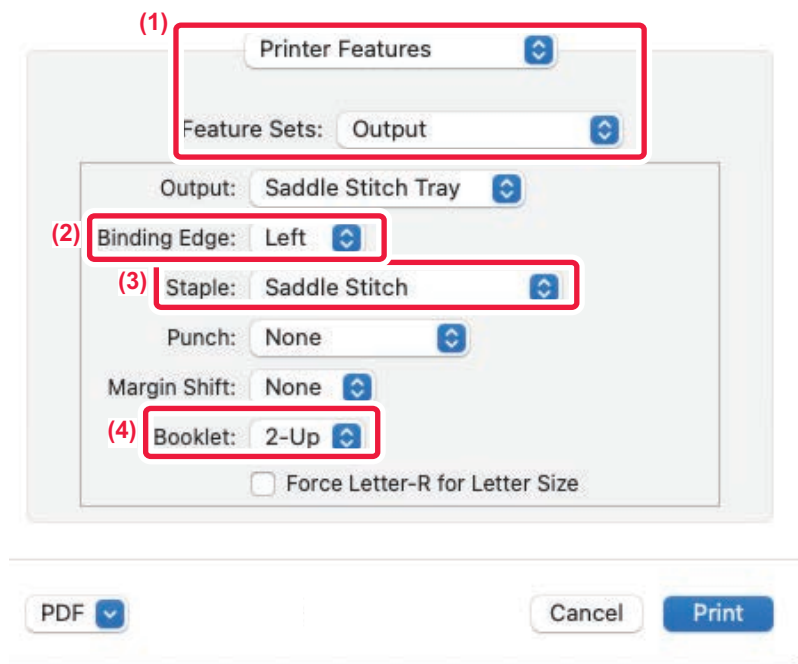 (1)
Printer Features
Feature Sets: Output
Output: Saddle Stitch Tray
(2) Binding Edge: Left
(3) Staple: Saddle Stitch
Punch: None
Margin Shift: None
(4) Booklet: 2-Up
Force Letter-R for Letter Size
PDF Cancel Print